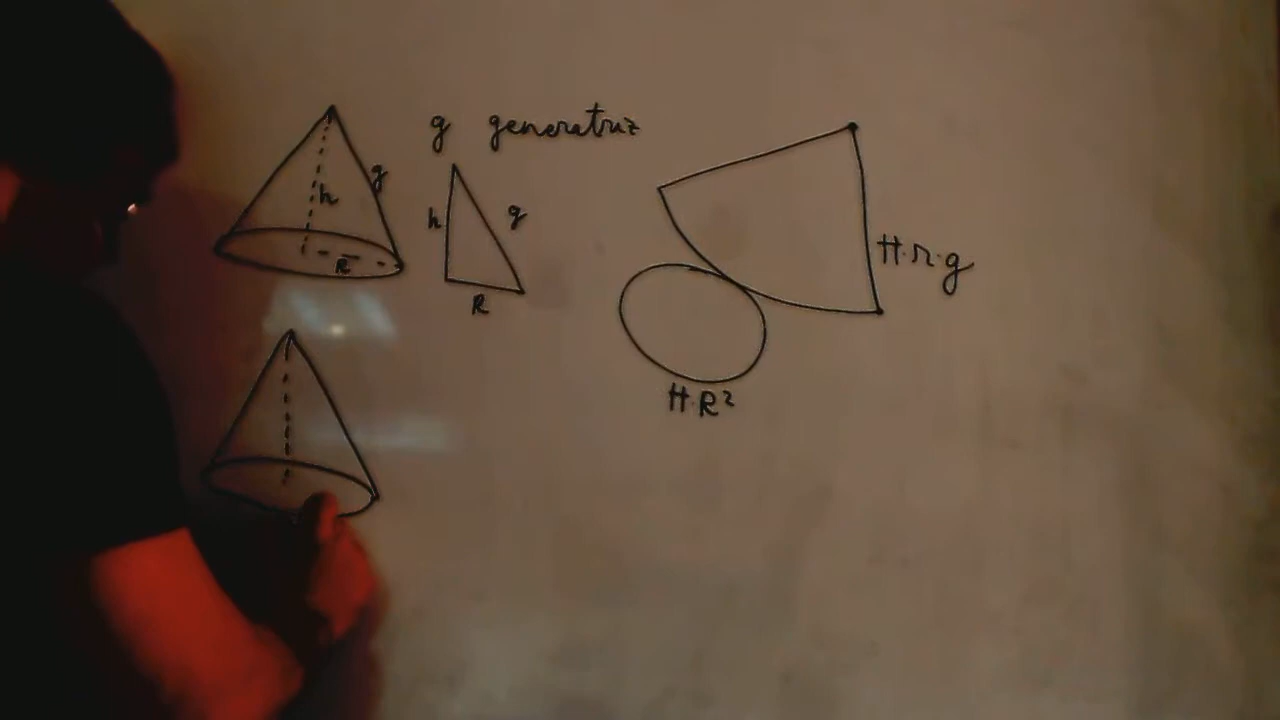 g generatriz
h
g
R
h
g
R
π.r.g
π.R²